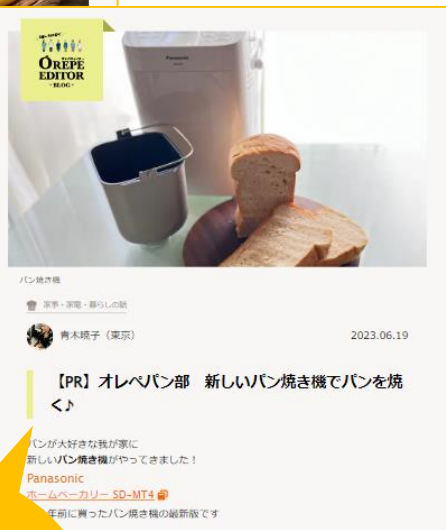 OREPE
EDITOR
- BLOG -
Panasonic
パン焼き機
家事・家電・暮らしの話
青木暁子（東京）
2023.06.19
【PR】オレペパン部　新しいパン焼き機でパンを焼
く♪
パンが大好きな我が家に
新しいパン焼き機がやってきました！
Panasonic
ホームベーカリー SD-MT4
年前に買ったパン焼き機の最新版です